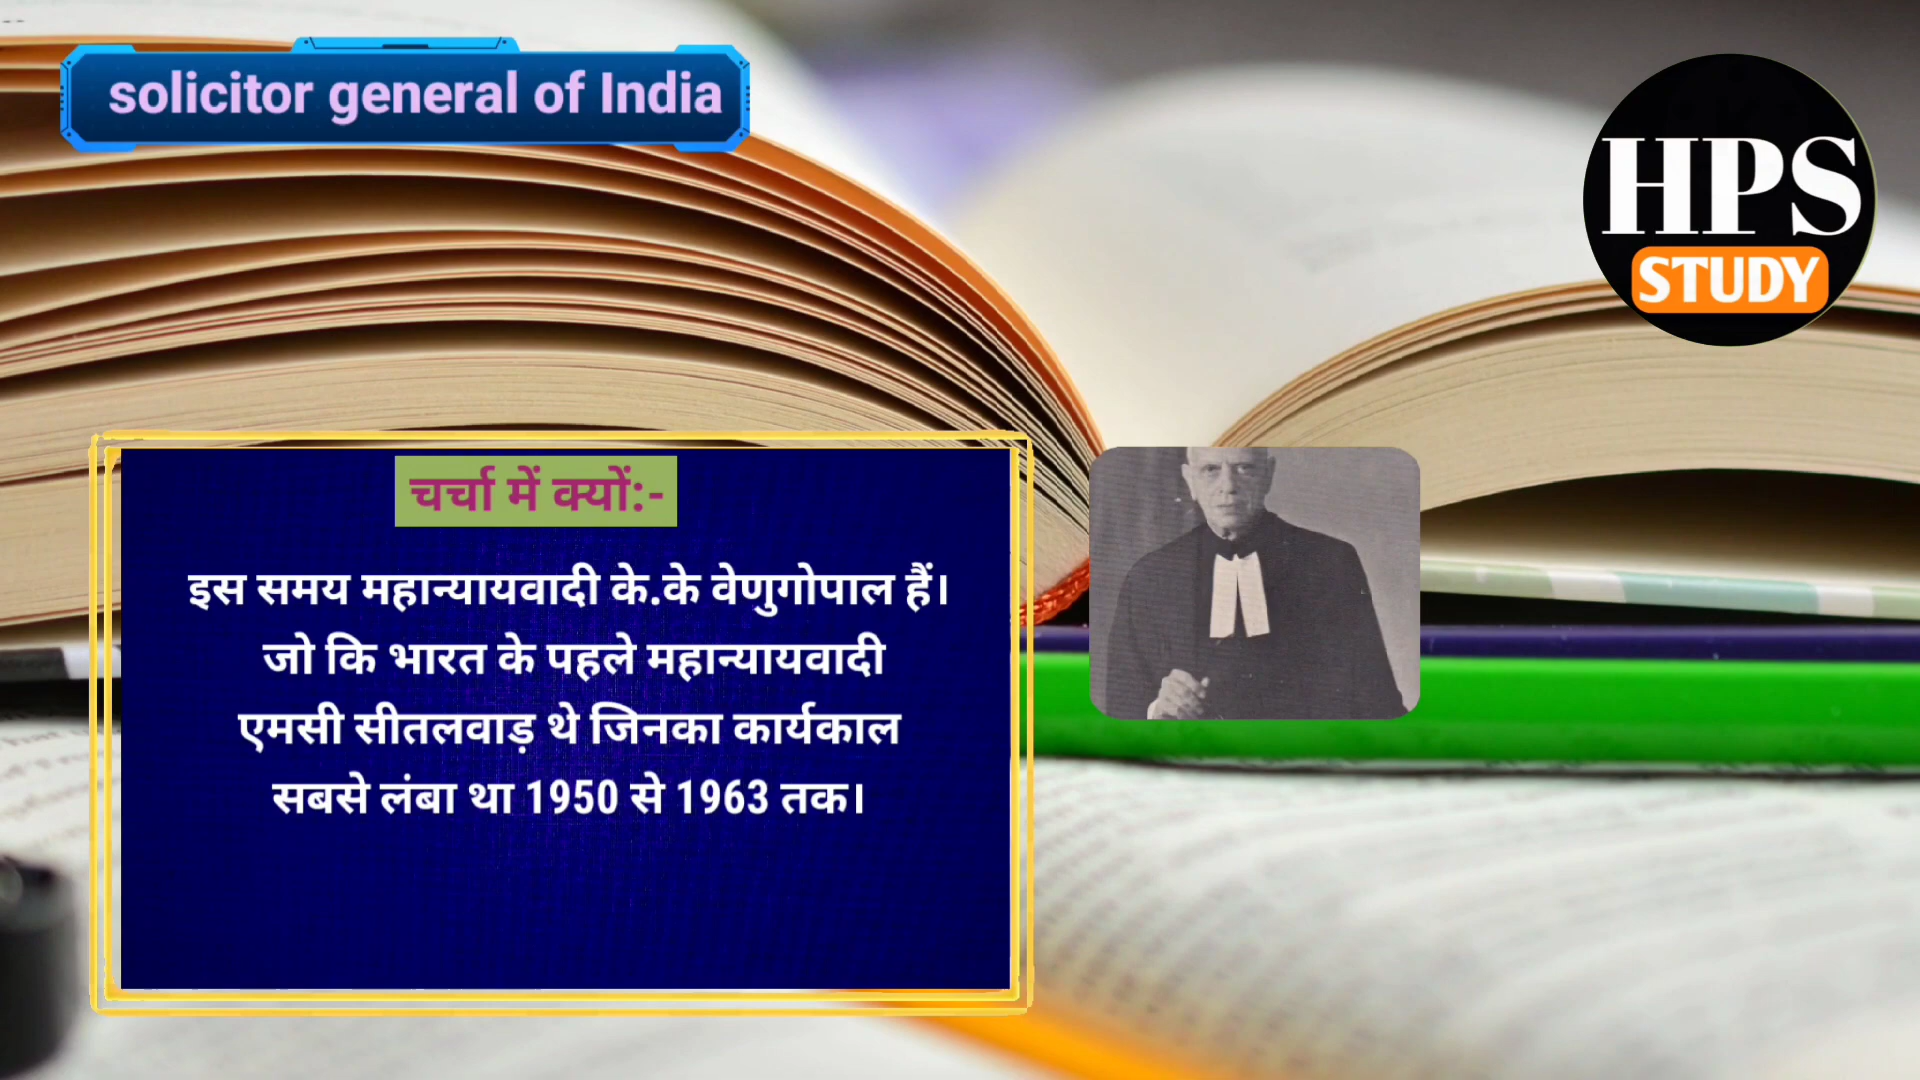 solicitor general of India
HPS
STUDY
चर्चा में क्यों:-
इस समय महान्यायवादी के.के वेणुगोपाल हैं।
जो कि भारत के पहले महान्यायवादी
एमसी सीतलवाड़ थे जिनका कार्यकाल
सबसे लंबा था 1950 से 1963 तक।